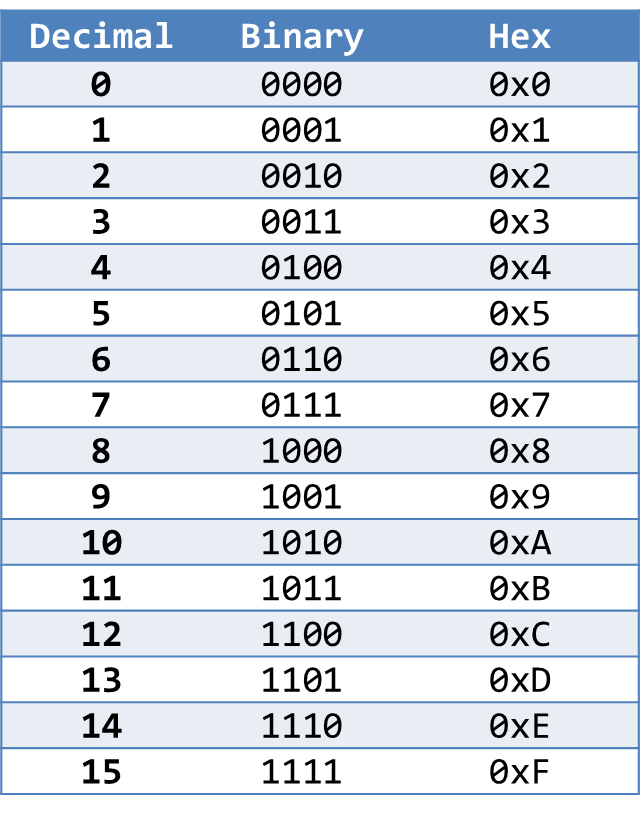 Decimal Binary Hex
0 0000 0x0
1 0001 0x1
2 0010 0x2
3 0011 0x3
4 0100 0x4
5 0101 0x5
6 0110 0x6
7 0111 0x7
8 1000 0x8
9 1001 0x9
10 1010 0xA
11 1011 0xB
12 1100 0xC
13 1101 0xD
14 1110 0xE
15 1111 0xF